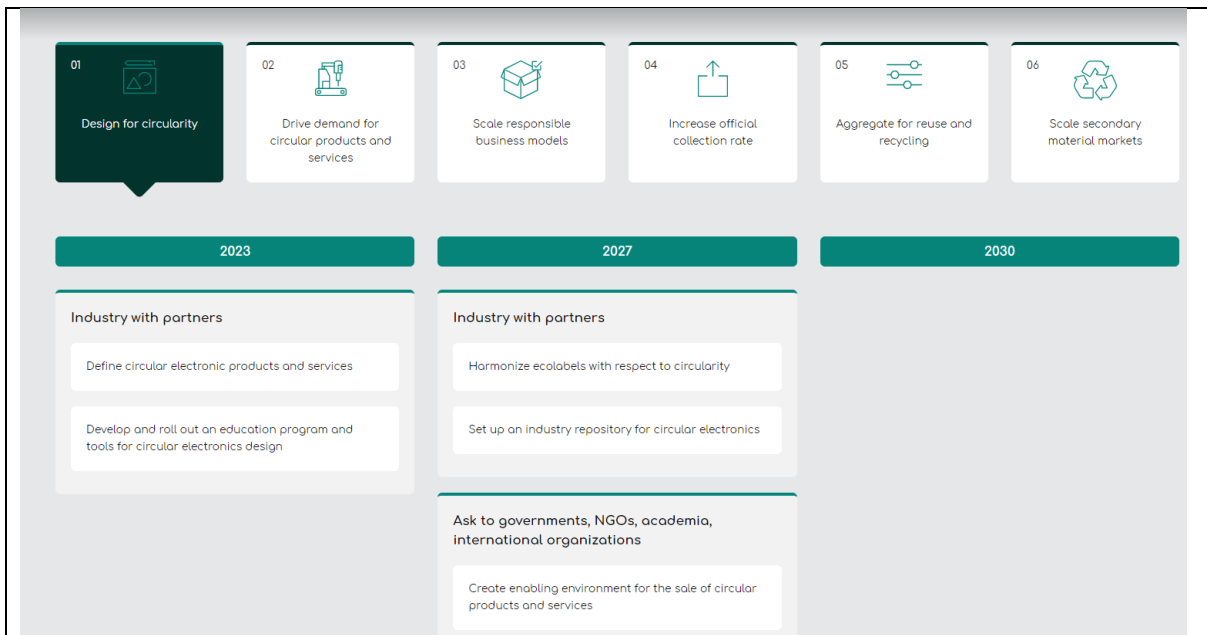 01
Design for circularity
02
Drive demand for
circular products and
services
03
Scale responsible
business models
04
Increase official
collection rate
05
Aggregate for reuse and
recycling
06
Scale secondary
material markets
2023
2027
2030
Industry with partners
Define circular electronic products and services
Develop and roll out an education program and
tools for circular electronics design
Industry with partners
Harmonize ecolabels with respect to circularity
Set up an industry repository for circular electronics
Ask to governments, NGOs, academia,
international organizations
Create enabling environment for the sale of circular
products and services